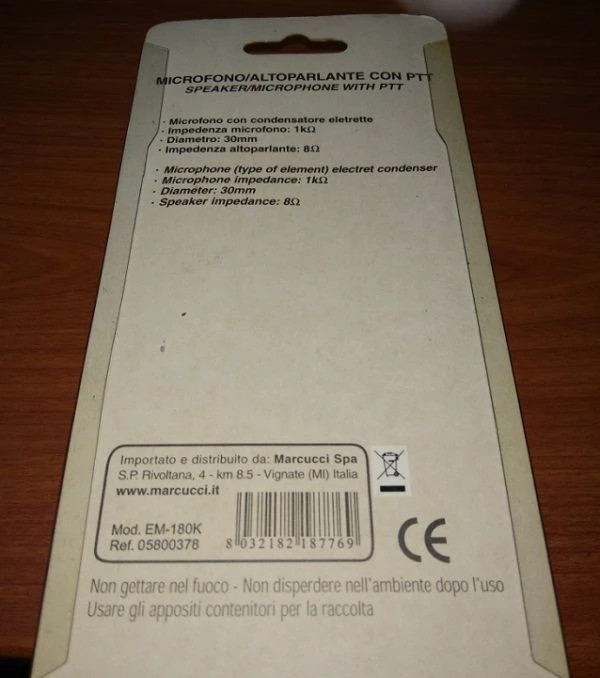 MICROFONO/ALTOPARLANTE CON PTT
SPEAKER/MICROPHONE WITH PTT
· Microfono con condensatore eletrette
· Impedenza microfono: 1kΩ
· Diametro: 30mm
· Impedenza altoparlante: 8Ω
· Microphone (type of element) electret condenser
· Microphone impedance: 1kΩ
· Diameter: 30mm
· Speaker impedance: 8Ω
Importato e distribuito da: Marcucci Spa
S.P. Rivoltana, 4 - km 8.5 - Vignate (MI) Italia
www.marcucci.it
Mod. EM-180K
Ref. 05800378
8 032182 187769
CE
Non gettare nel fuoco - Non disperdere nell'ambiente dopo l'uso
Usare gli appositi contenitori per la raccolta